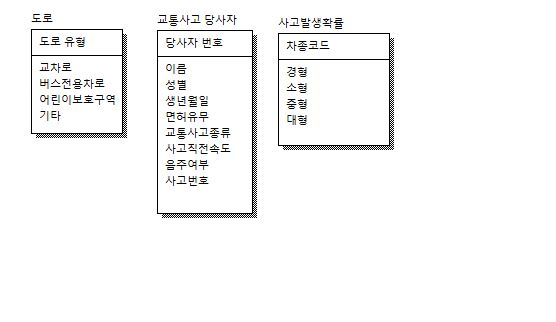 도로
도로 유형
교차로
버스전용차로
어린이보호구역
기타
교통사고 당사자
당사자 번호
이름
성별
생년월일
면허유무
교통사고종류
사고직전속도
음주여부
사고번호
사고발생확률
차종코드
경형
소형
중형
대형